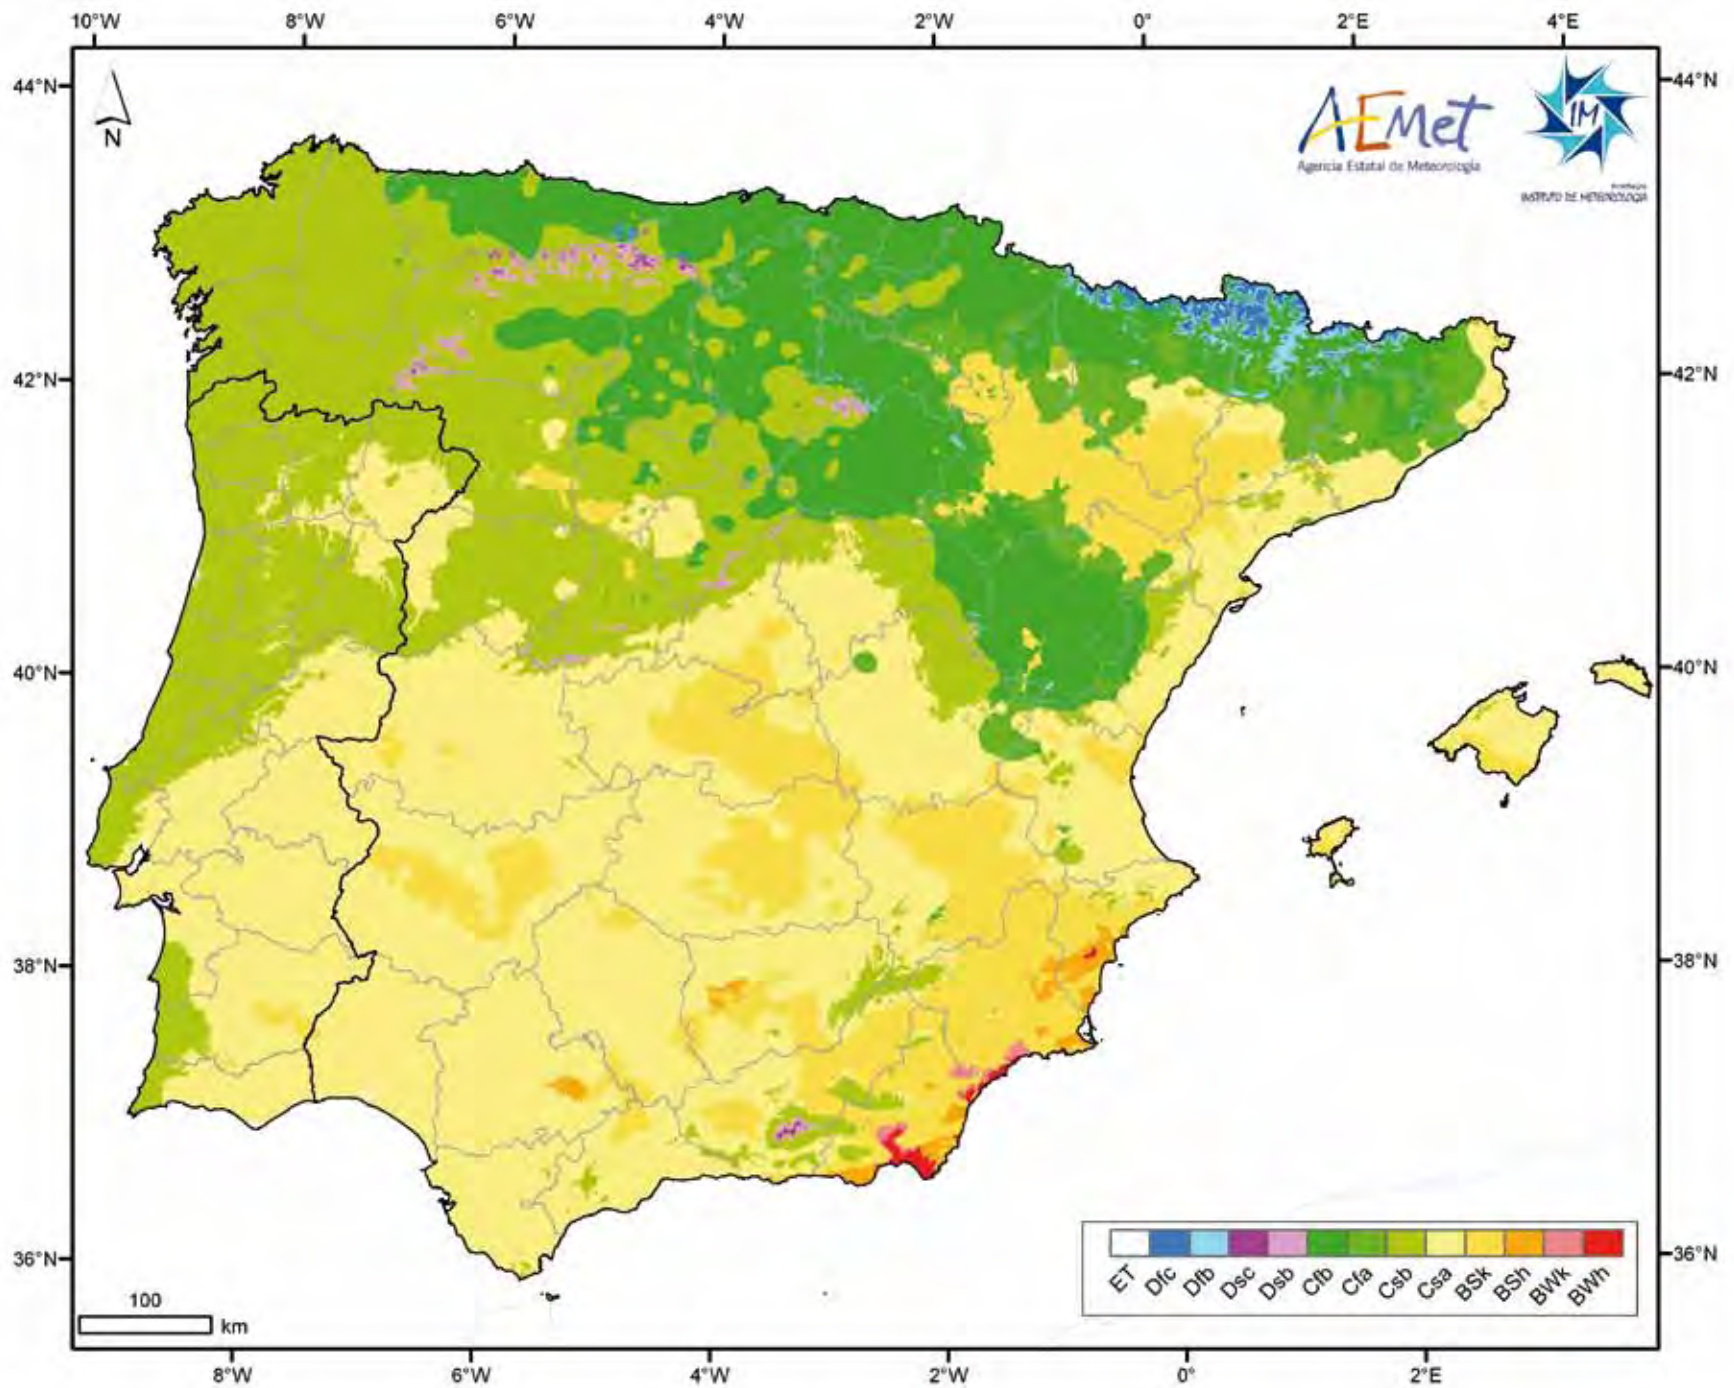 10°W 8°W 6°W 4°W 2°W 0° 2°E 4°E
44°N 44°N
N
AEMet
Agencia Estatal de Meteorología
IM
INSTITUTO DE METEOROLOGIA
42°N 42°N
40°N 40°N
38°N 38°N
36°N 36°N
ET Dfc Dfb Dsc Dsb Cfb Cfa Csb Csa BSk BSh BWk BWh
100
km
8°W 6°W 4°W 2°W 0° 2°E